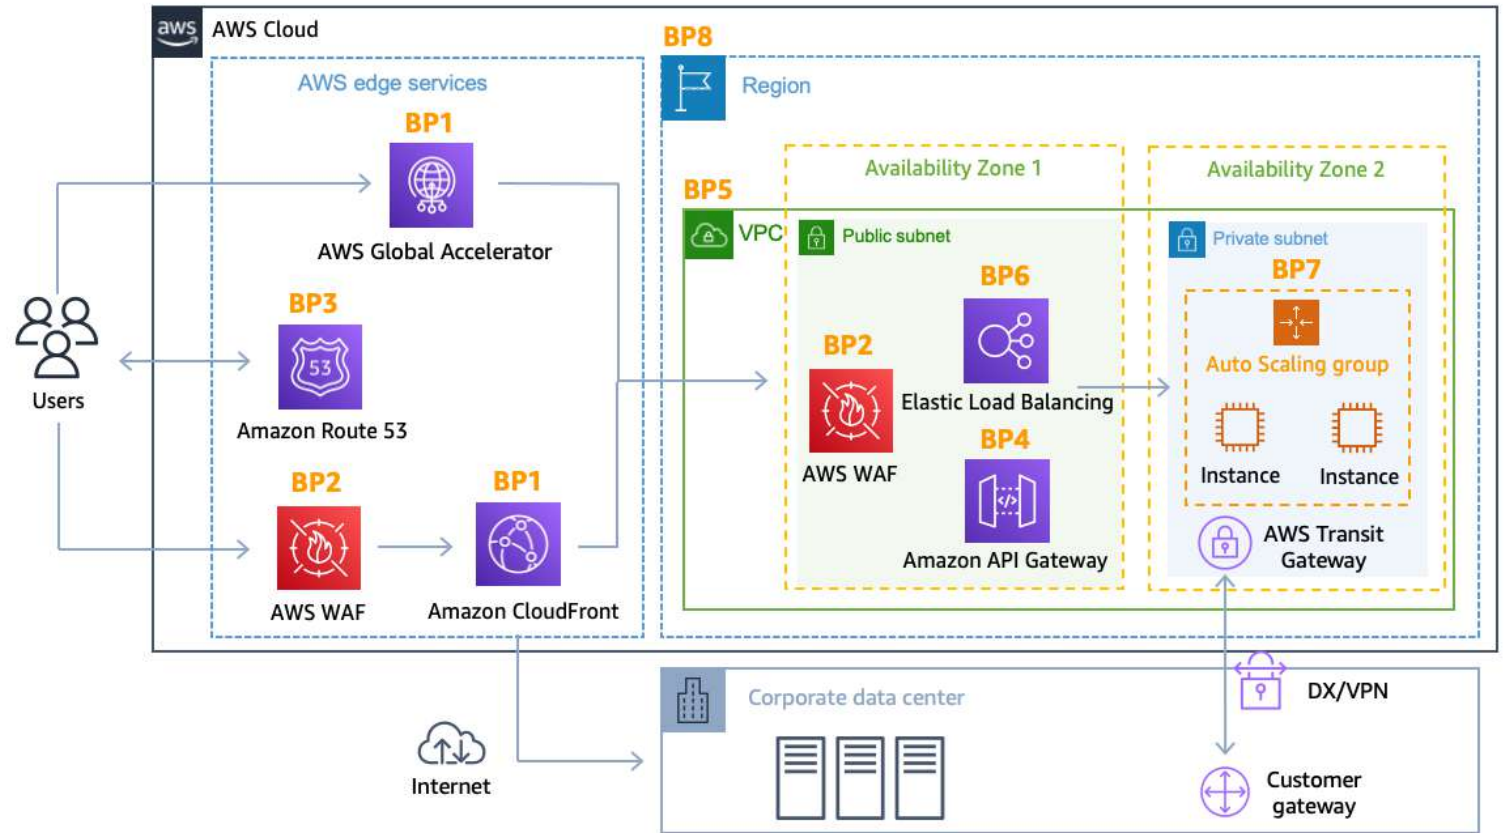 aws
AWS Cloud
BP8
AWS edge services
Region
BP1
Availability Zone 1
Availability Zone 2
BP5
VPC
Public subnet
Private subnet
AWS Global Accelerator
BP6
BP7
BP3
BP2
Auto Scaling group
53
Users
Elastic Load Balancing
Amazon Route 53
BP4
AWS WAF
Instance
Instance
BP2
BP1
</>
AWS Transit
Gateway
Amazon API Gateway
AWS WAF
Amazon CloudFront
Corporate data center
DX/VPN
Internet
Customer
gateway